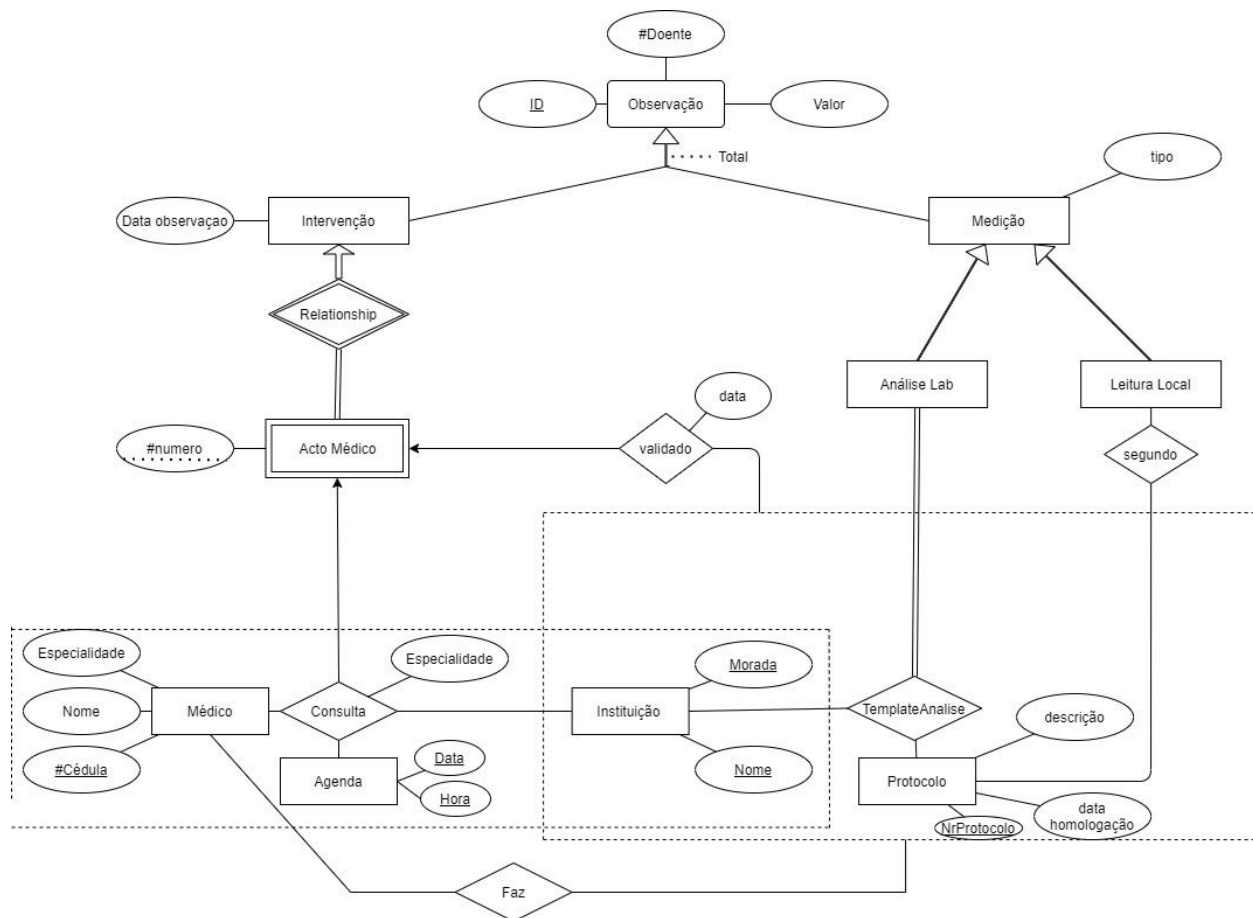 #Doente
ID
Observação
Valor
Total
tipo
Data observaçao
Intervenção
Medição
Relationship
Análise Lab
Leitura Local
data
#numero
Acto Médico
validado
segundo
Especialidade
Especialidade
Morada
Nome
Médico
Consulta
Instituição
TemplateAnalise
descrição
#Cédula
Agenda
Data
Hora
Nome
Protocolo
NrProtocolo
data
homologação
Faz